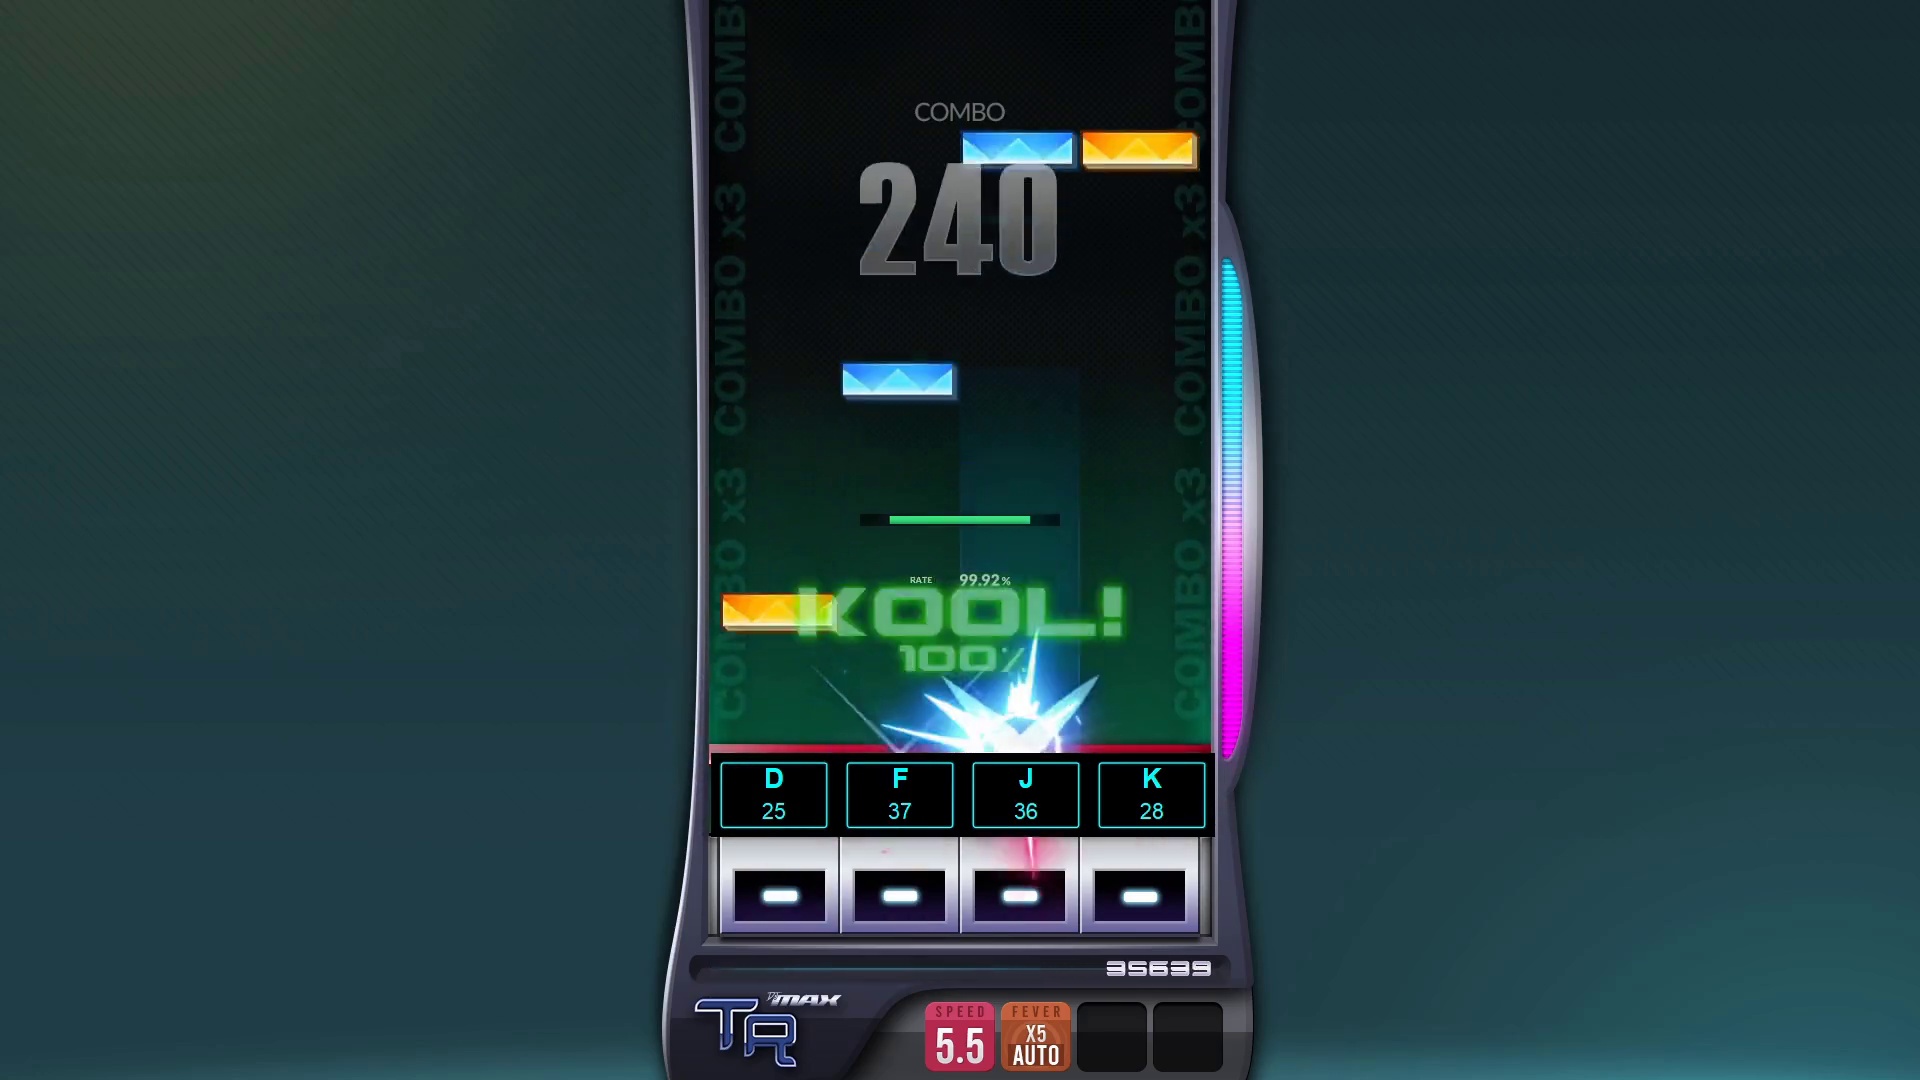 COMBO
240
COMBO x3 COMBO x3 COMBO
COMBO x3 COMBO x3 COMBO
RATE 99.92%
KOOL!
100%
D F J K
25 37 36 28
35639
DJMAX
TR
SPEED FEVER
5.5 X5
AUTO